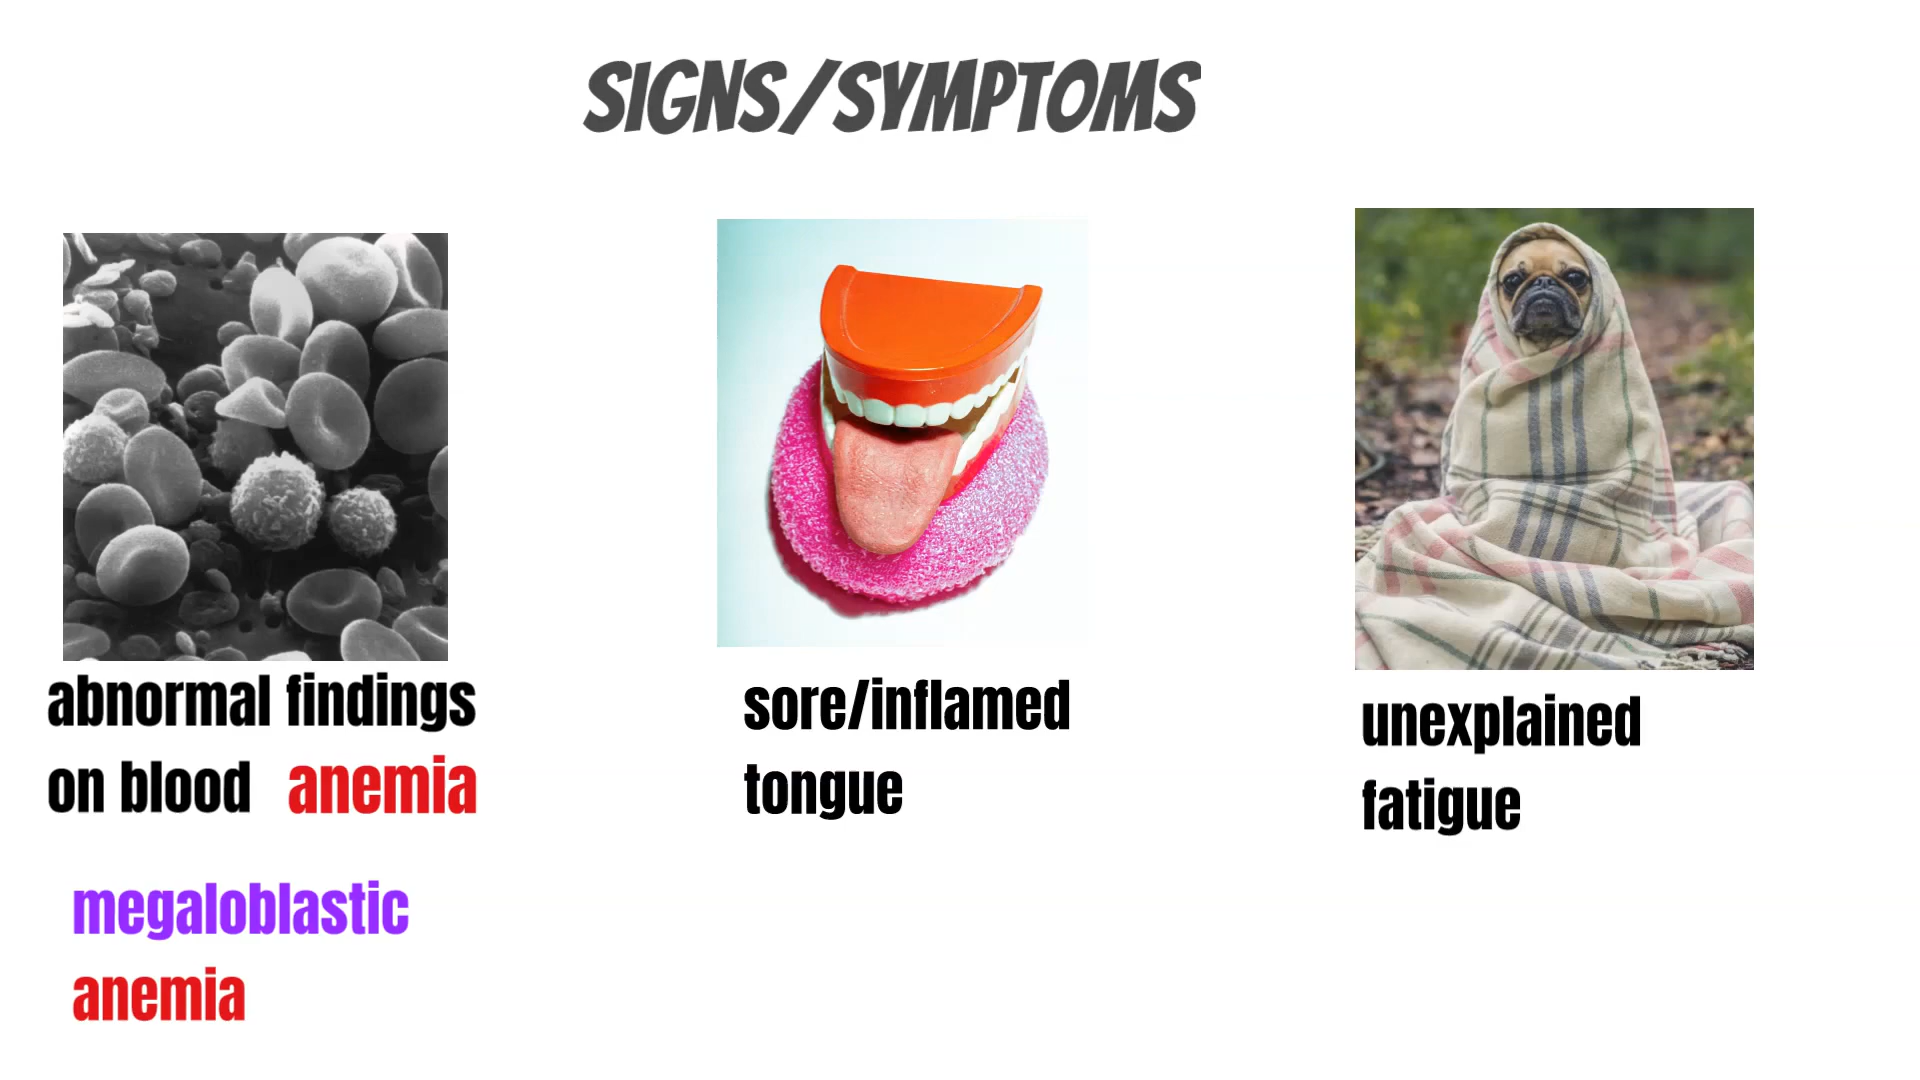 SIGNS/SYMPTOMS
abnormal findings
on blood anemia
megaloblastic
anemia
sore/inflamed
tongue
unexplained
fatigue